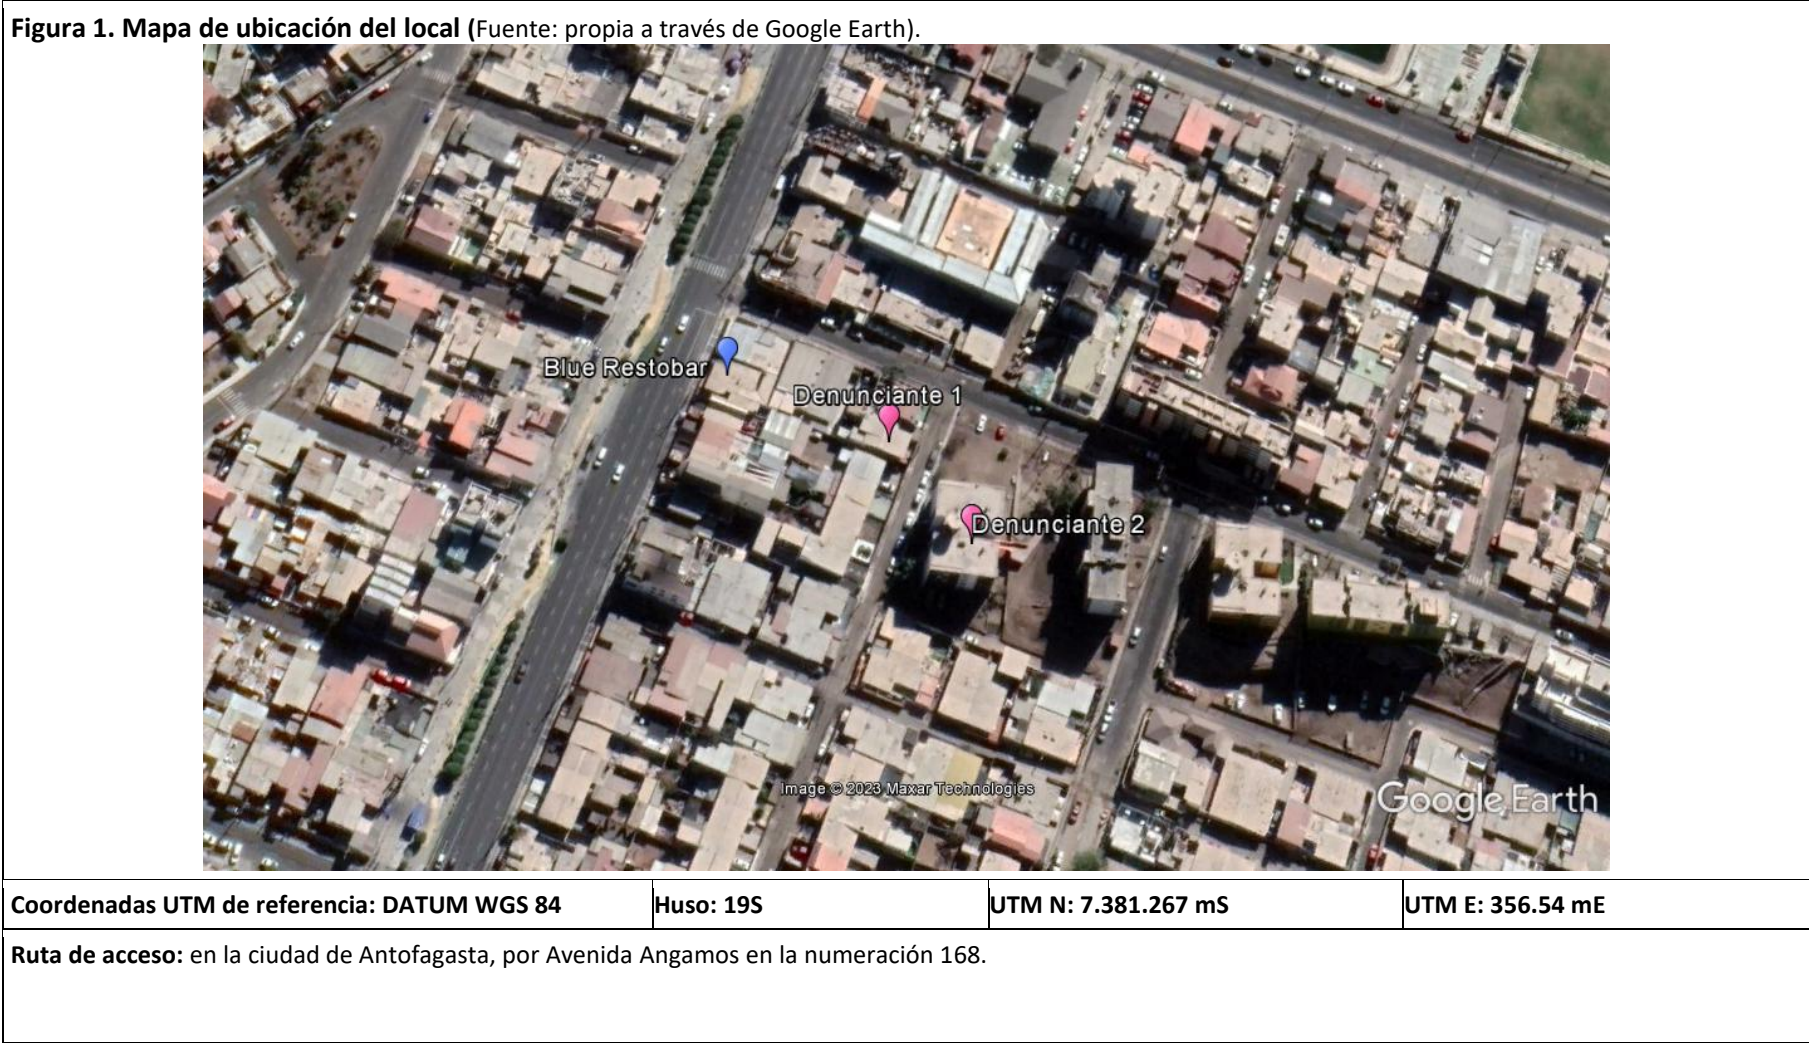 Figura 1. Mapa de ubicación del local (Fuente: propia a través de Google Earth).
Blue Restobar
Denunciante 1
Denunciante 2
Image © 2023 Maxar Technologies
Google Earth
Coordenadas UTM de referencia: DATUM WGS 84 Huso: 19S UTM N: 7.381.267 mS UTM E: 356.54 mE
Ruta de acceso: en la ciudad de Antofagasta, por Avenida Angamos en la numeración 168.